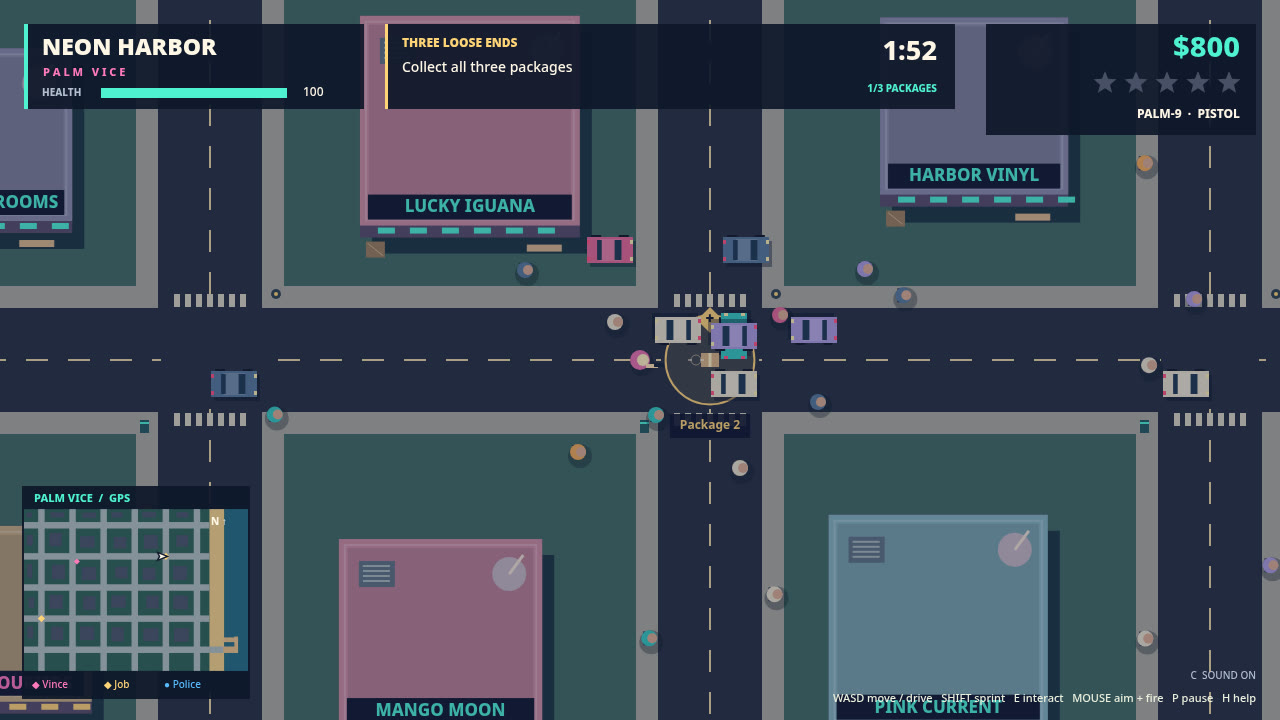 NEON HARBOR
PALM VICE
HEALTH 100
THREE LOOSE ENDS
Collect all three packages
1:52
1/3 PACKAGES
$800
PALM-9 · PISTOL
ROOMS
LUCKY IGUANA
HARBOR VINYL
Package 2
PALM VICE / GPS
N ↑
OU
Vince
Job
Police
MANGO MOON
PINK CURRENT
C SOUND ON
WASD move / drive SHIFT sprint E interact MOUSE aim + fire P pause H help